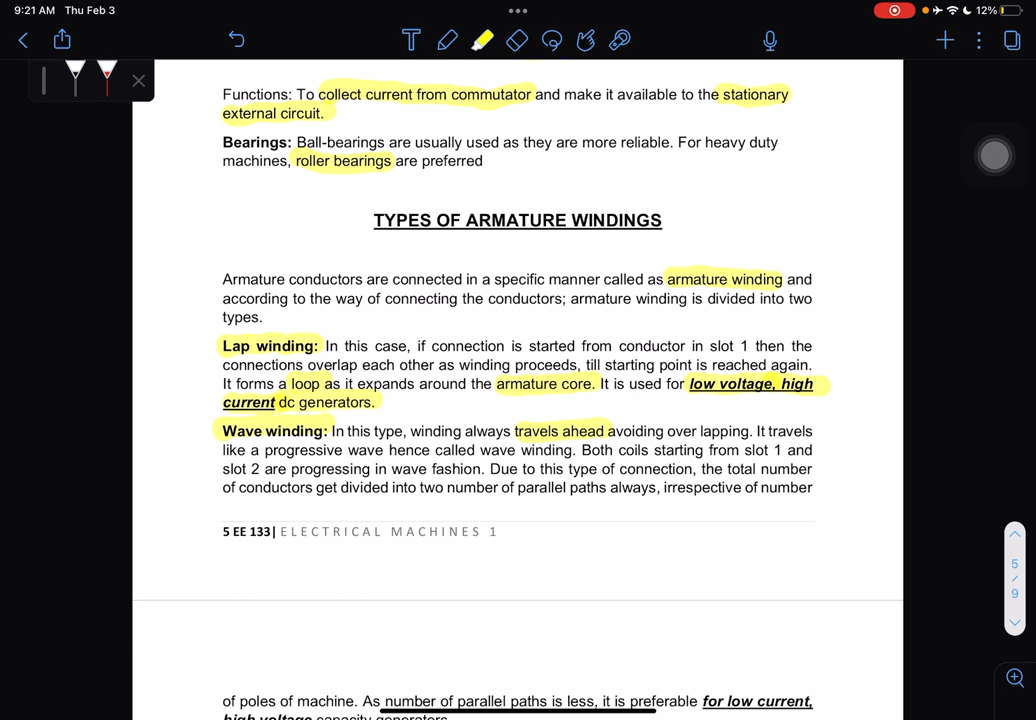 9:21 AM Thu Feb 3
12%
Functions: To collect current from commutator and make it available to the stationary
external circuit.
Bearings: Ball-bearings are usually used as they are more reliable. For heavy duty
machines, roller bearings are preferred
TYPES OF ARMATURE WINDINGS
Armature conductors are connected in a specific manner called as armature winding and
according to the way of connecting the conductors; armature winding is divided into two
types.
Lap winding: In this case, if connection is started from conductor in slot 1 then the
connections overlap each other as winding proceeds, till starting point is reached again.
It forms a loop as it expands around the armature core. It is used for low voltage, high
current dc generators.
Wave winding: In this type, winding always travels ahead avoiding over lapping. It travels
like a progressive wave hence called wave winding. Both coils starting from slot 1 and
slot 2 are progressing in wave fashion. Due to this type of connection, the total number
of conductors get divided into two number of parallel paths always, irrespective of number
5 EE 133| ELECTRICAL MACHINES 1
5
/
9
of poles of machine. As number of parallel paths is less, it is preferable for low current,
high voltage capacity generators.